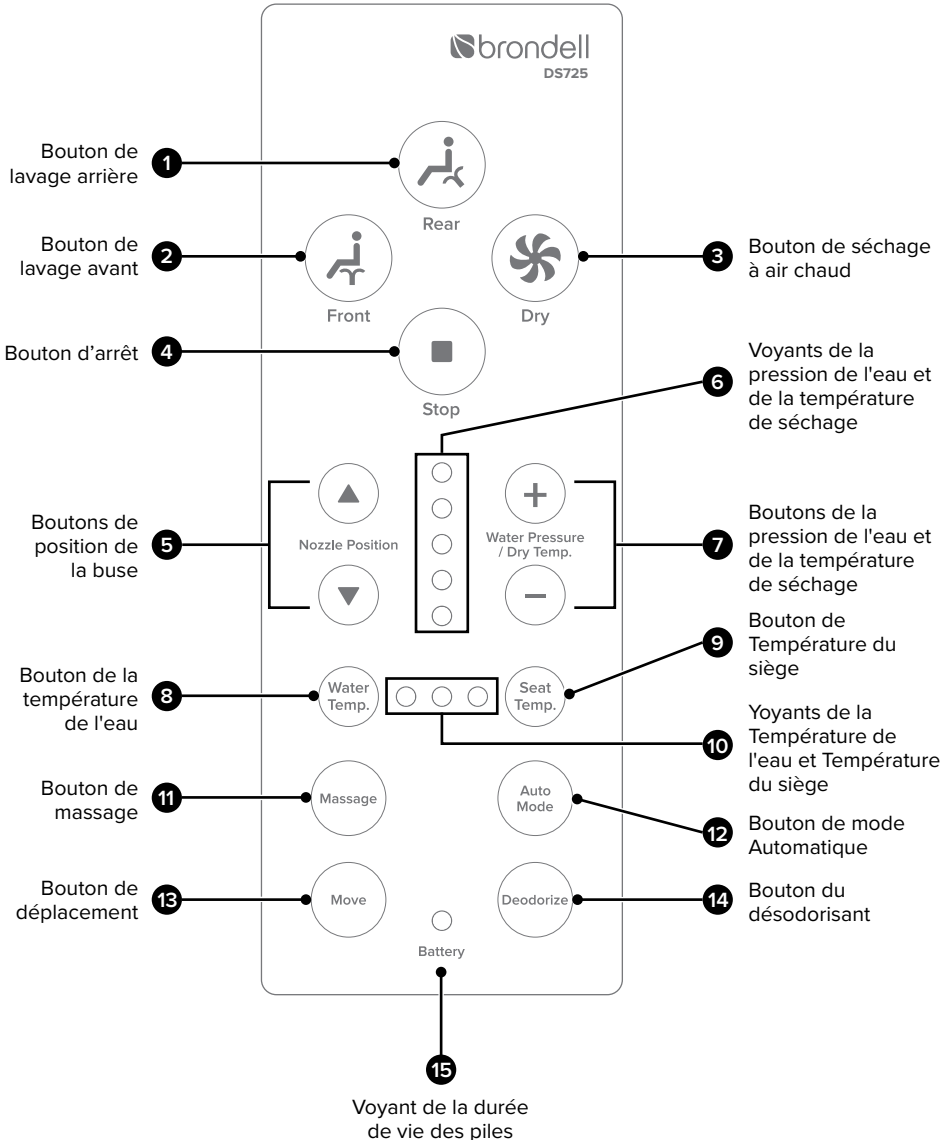 brondell
DS725
1
Bouton de
lavage arrière
Rear
2
Bouton de
lavage avant
Front
3
Bouton de séchage
à air chaud
Dry
4
Bouton d'arrêt
Stop
5
Boutons de
position de
la buse
Nozzle Position
6
Voyants de la
pression de l'eau et
de la température
de séchage
7
Boutons de la
pression de l'eau et
de la température
de séchage
+
Water Pressure
/ Dry Temp.
−
8
Bouton de la
température
de l'eau
Water
Temp.
9
Bouton de
Température du
siège
Seat
Temp.
10
Yoyants de la
Température de
l'eau et Température
du siège
11
Bouton de
massage
Massage
12
Bouton de mode
Automatique
Auto
Mode
13
Bouton de
déplacement
Move
14
Bouton du
désodorisant
Deodorize
Battery
15
Voyant de la durée
de vie des piles